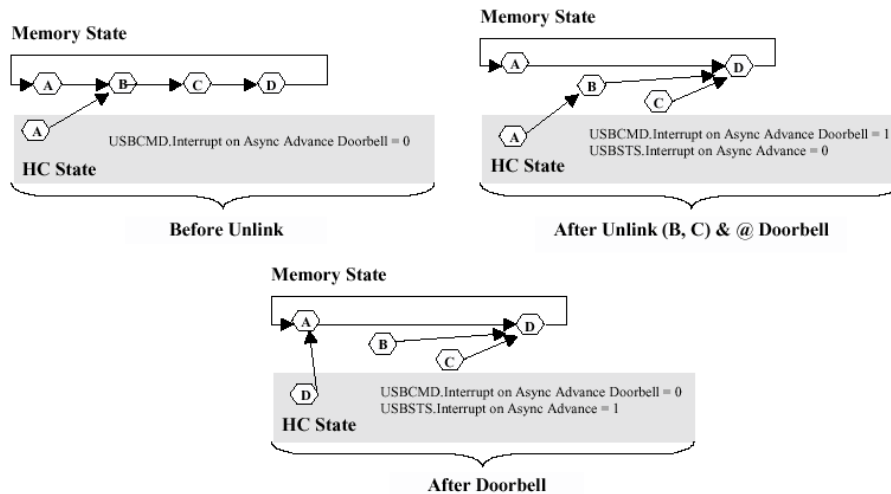 Memory State
A
B
C
D
A
USBCMD.Interrupt on Async Advance Doorbell = 0
HC State
Before Unlink
Memory State
A
D
B
C
A
USBCMD.Interrupt on Async Advance Doorbell = 1
USBSTS.Interrupt on Async Advance = 0
HC State
After Unlink (B, C) & @ Doorbell
Memory State
A
D
B
C
D
USBCMD.Interrupt on Async Advance Doorbell = 0
USBSTS.Interrupt on Async Advance = 1
HC State
After Doorbell